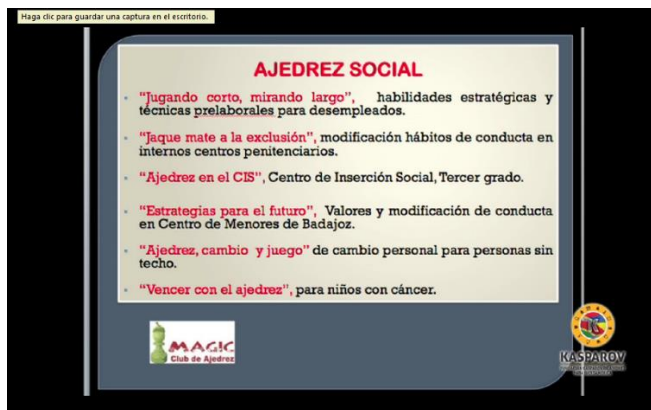 Haga clic para guardar una captura en el escritorio.
AJEDREZ SOCIAL
"Jugando corto, mirando largo", habilidades estratégicas y
técnicas prelaborales para desempleados.
"Jaque mate a la exclusión", modificación hábitos de conducta en
internos centros penitenciarios.
"Ajedrez en el CIS", Centro de Inserción Social, Tercer grado.
"Estrategias para el futuro", Valores y modificación de conducta
en Centro de Menores de Badajoz.
"Ajedrez, cambio y juego" de cambio personal para personas sin
techo.
"Vencer con el ajedrez", para niños con cáncer.
MAGIC
Club de Ajedrez
KASPAROV